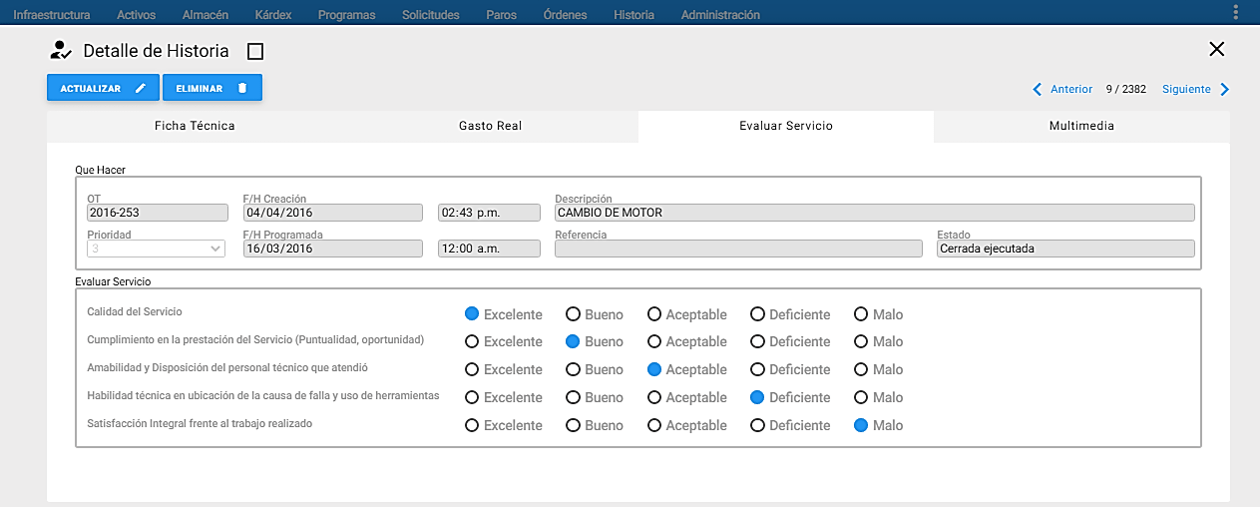 Infraestructura Activos Almacén Kárdex Programas Solicitudes Paros Órdenes Historia Administración
Detalle de Historia
ACTUALIZAR ELIMINAR
Anterior 9 / 2382 Siguiente
Ficha Técnica Gasto Real Evaluar Servicio Multimedia
Que Hacer
OT F/H Creación Descripción
2016-253 04/04/2016 02:43 p.m. CAMBIO DE MOTOR
Prioridad F/H Programada Referencia Estado
3 16/03/2016 12:00 a.m. Cerrada ejecutada
Evaluar Servicio
Calidad del Servicio Excelente Bueno Aceptable Deficiente Malo
Cumplimiento en la prestación del Servicio (Puntualidad, oportunidad) Excelente Bueno Aceptable Deficiente Malo
Amabilidad y Disposición del personal técnico que atendió Excelente Bueno Aceptable Deficiente Malo
Habilidad técnica en ubicación de la causa de falla y uso de herramientas Excelente Bueno Aceptable Deficiente Malo
Satisfacción Integral frente al trabajo realizado Excelente Bueno Aceptable Deficiente Malo